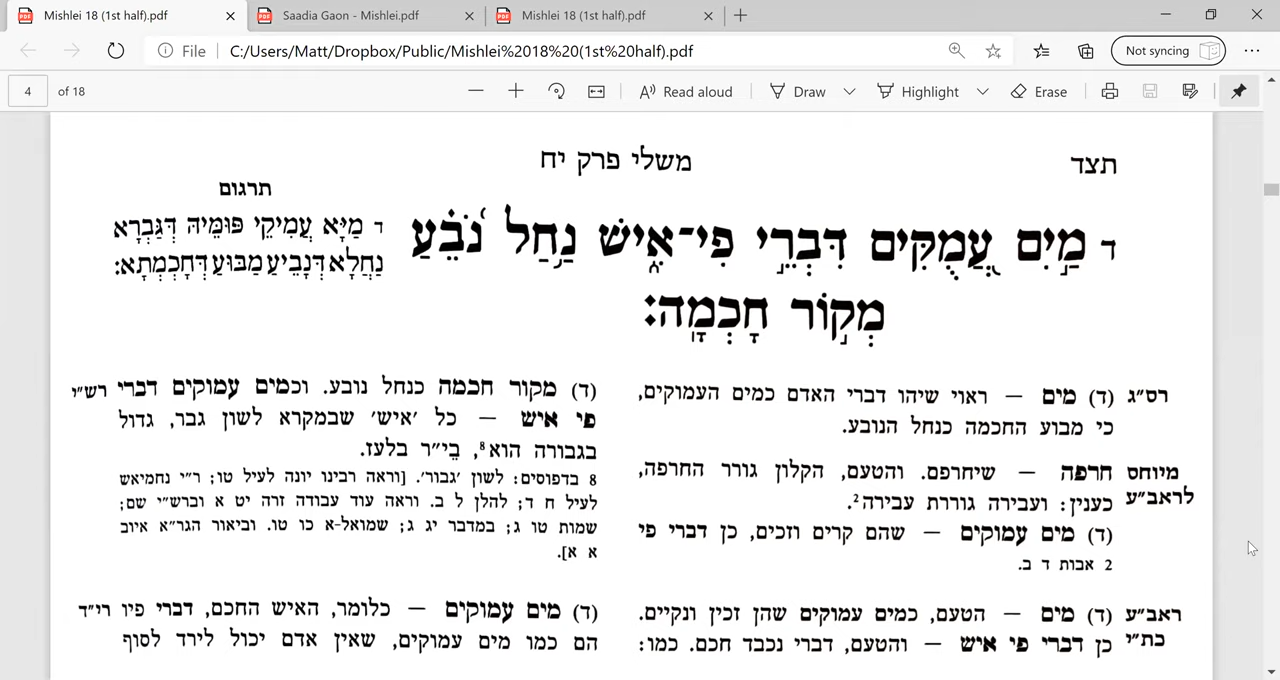 Mishlei 18 (1st half).pdf
Saadia Gaon - Mishlei.pdf
Mishlei 18 (1st half).pdf
File
C:/Users/Matt/Dropbox/Public/Mishlei%2018%20(1st%20half).pdf
Not syncing
4 of 18
Read aloud
Draw
Highlight
Erase
תצד
משלי פרק יח
ד מַ֣יִם עֲ֭מֻקִּים דִּבְרֵ֣י פִי־אִ֑ישׁ נַ֥חַל נֹ֝בֵ֗עַ
מְק֣וֹר חָכְמָֽה׃
תרגום
ד מַיָּא עֲמִיקֵי פּוּמֵיהּ דְּגַבְרָא
נַחֲלָא דְּנָבִיעַ מַבּוּעַ דְּחָכְמְתָא:
רס״ג
(ד) מים – ראוי שיהו דברי האדם כמים העמוקים,
כי מבוע החכמה כנחל הנובע.
מיוחס
לראב״ע
חרפה – שיחרפם. והטעם, הקלון גורר החרפה,
כענין: ועבירה גוררת עבירה2.
(ד) מים עמוקים – שהם קרים וזכים, כן דברי פי
2 אבות ד ב.
ראב״ע
כת״י
(ד) מים – הטעם, כמים עמוקים שהן זכין ונקיים.
כן דברי פי איש – והטעם, דברי נכבד חכם. כמו:
רש״י
(ד) מקור חכמה כנחל נובע. וכמים עמוקים דברי
פי איש – כל ׳איש׳ שבמקרא לשון גבר, גדול
בגבורה הוא8, בֵּי״ר בלעז.
8 בדפוסים: לשון ׳גבור׳. [וראה רבינו יונה לעיל טו; ר״י נחמיאש
לעיל ח ד; להלן ל ב. וראה עוד עבודה זרה יט א וברש״י שם;
שמות טו ג; במדבר יג ג; שמואל-א כו טו. וביאור הגר״א איוב
א א].
רי״ד
(ד) מים עמוקים – כלומר, האיש החכם, דברי פיו
הם כמו מים עמוקים, שאין אדם יכול לירד לסוף